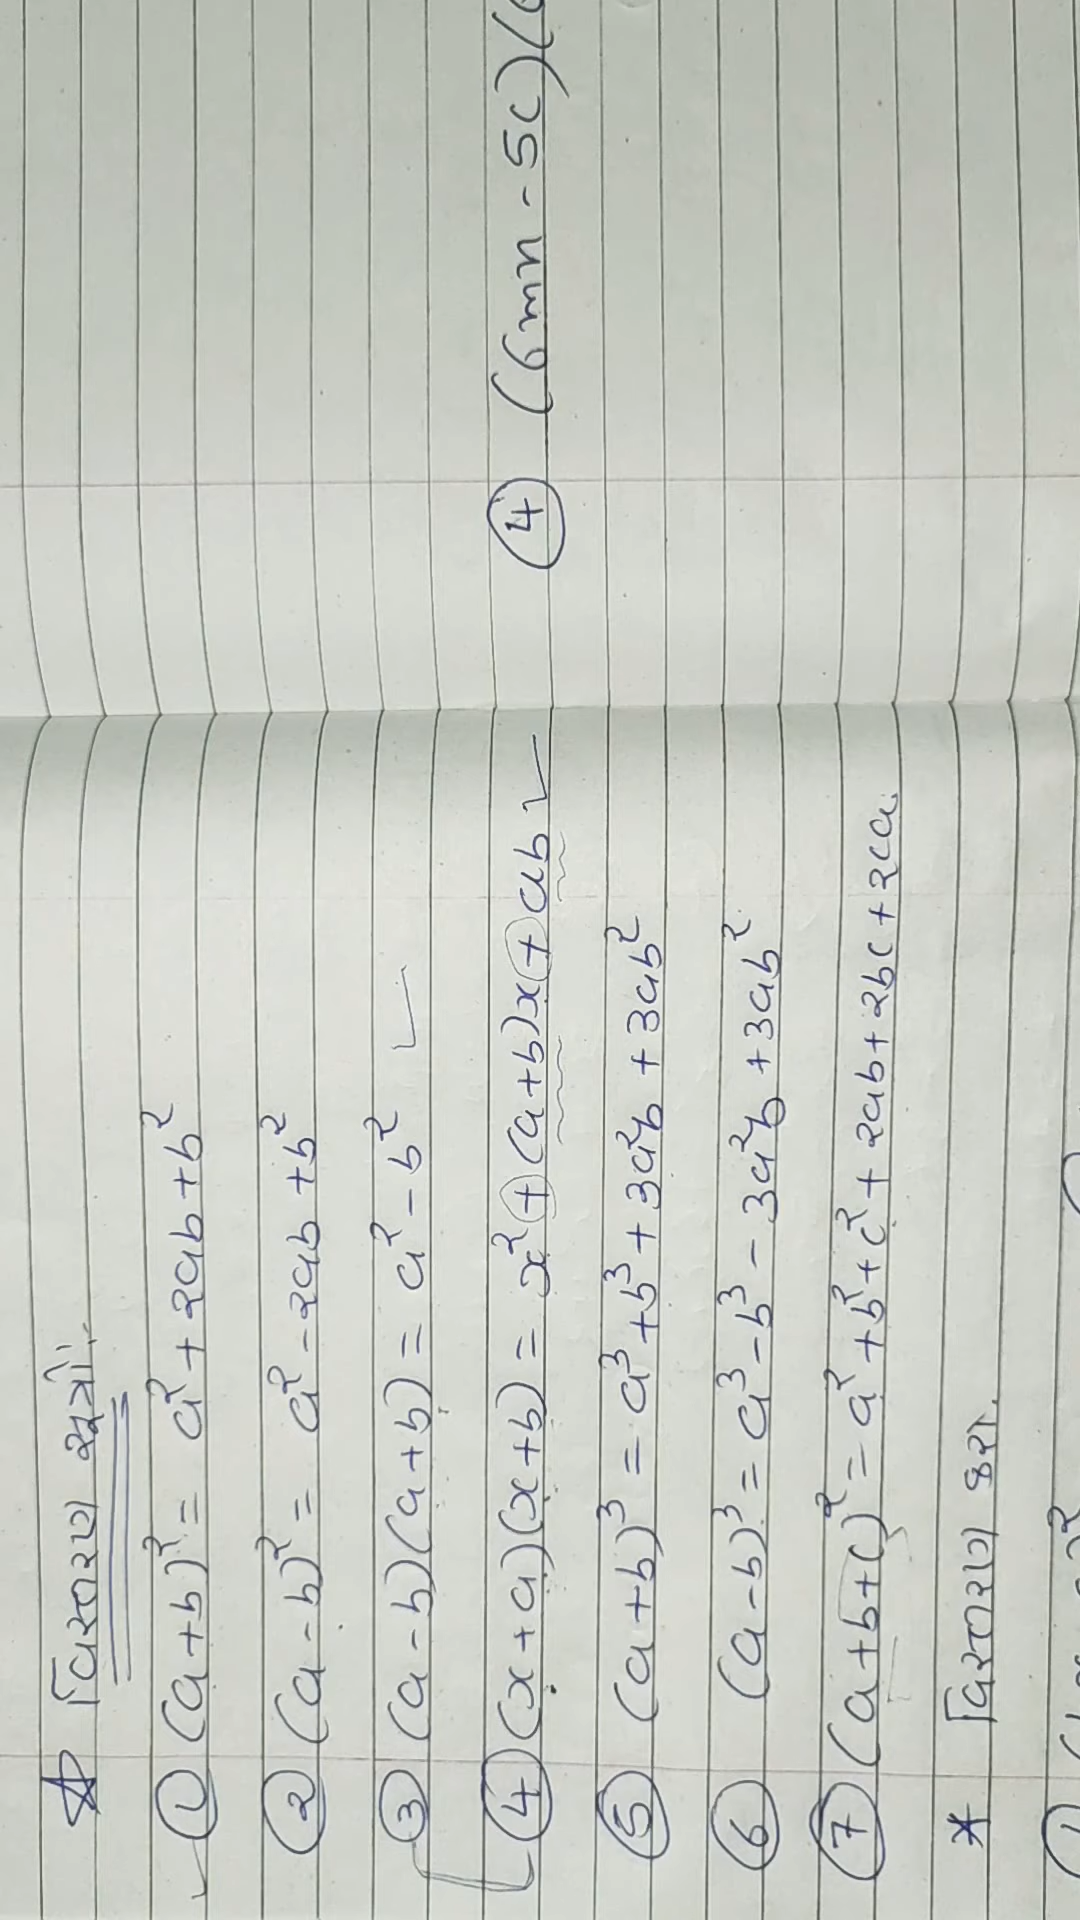 ☆ વિસ્તરણ સૂત્રો:-
① (a+b)² = a² + 2ab + b²
② (a-b)² = a² - 2ab + b²
③ (a-b)(a+b) = a² - b²
④ (x+a)(x+b) = x² + (a+b)x + ab
⑤ (a+b)³ = a³ + b³ + 3a²b + 3ab²
⑥ (a-b)³ = a³ - b³ - 3a²b + 3ab²
⑦ (a+b+c)² = a² + b² + c² + 2ab + 2bc + 2ca.
* વિસ્તરણ કરો.
④ (6mn - 5c)(